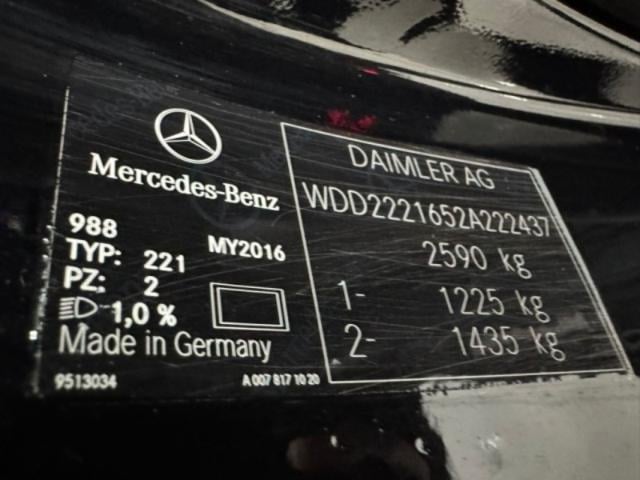 Mercedes-Benz
988
MY2016
TYP: 221
PZ: 2
1,0 %
Made in Germany
9513034
A 007 817 10 20
DAIMLER AG
WDD2221652A222437
2590 kg
1- 1225 kg
2- 1435 kg